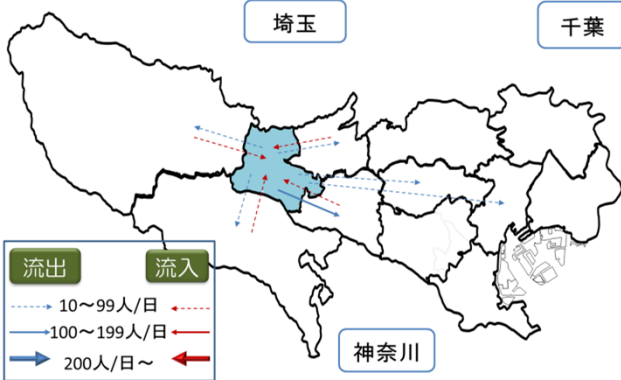 埼玉
千葉
流出 流入
10～99人/日
100～199人/日
200人/日～
神奈川